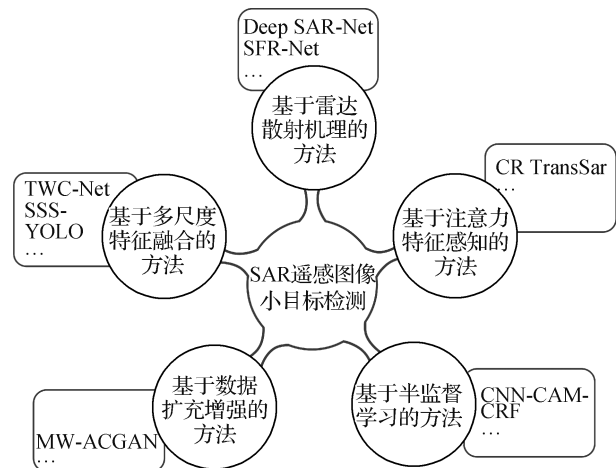 Deep SAR-Net
SFR-Net
…
基于雷达
散射机理的
方法
CR TransSar
…
基于注意力
特征感知的
方法
TWC-Net
SSS-
YOLO
…
基于多尺度
特征融合的
方法
SAR遥感图像
小目标检测
基于数据
扩充增强的
方法
MW-ACGAN
…
基于半监督
学习的方法
CNN-CAM-
CRF
…